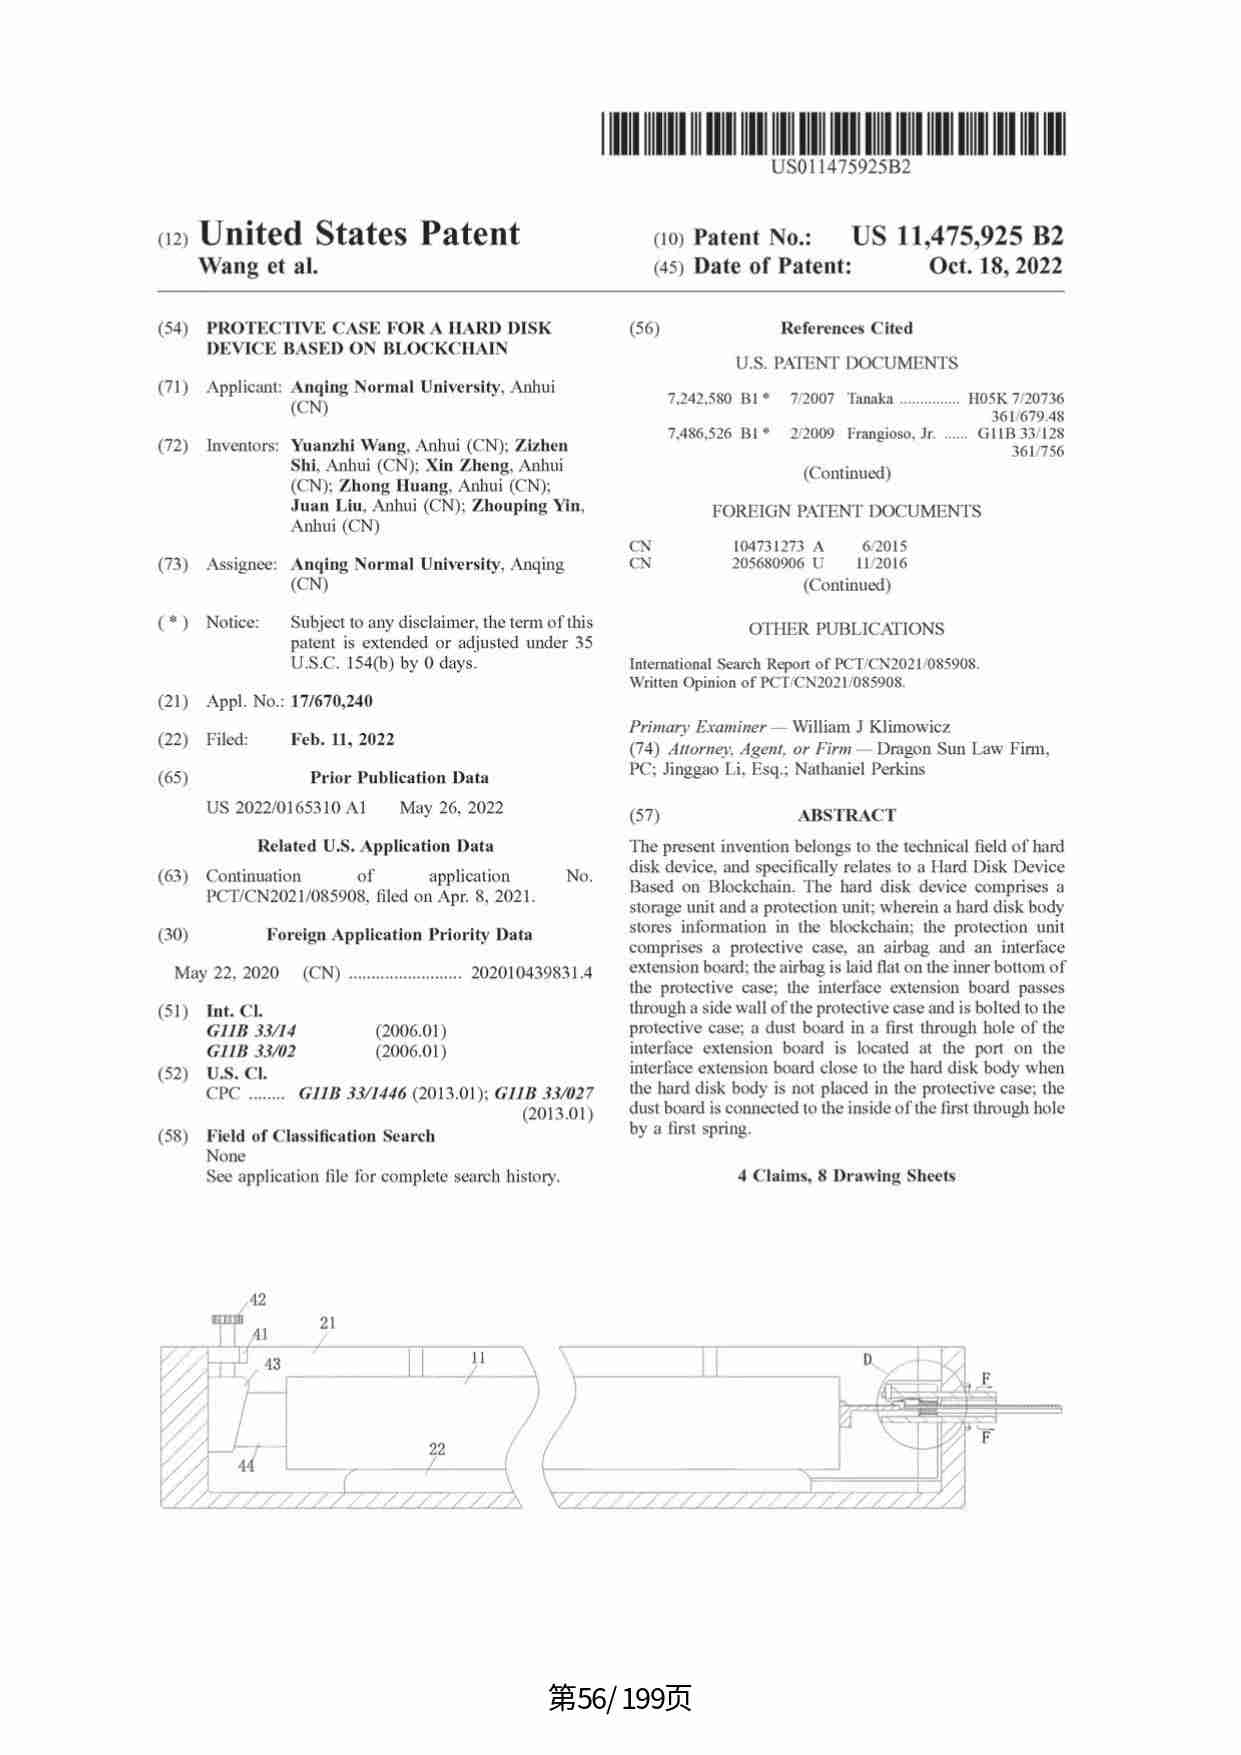 US011475925B2
(12) United States Patent
Wang et al.
(10) Patent No.: US 11,475,925 B2
(45) Date of Patent: Oct. 18, 2022
(54) PROTECTIVE CASE FOR A HARD DISK
DEVICE BASED ON BLOCKCHAIN
(71) Applicant: Anqing Normal University, Anhui
(CN)
(72) Inventors: Yuanzhi Wang, Anhui (CN); Zizhen
Shi, Anhui (CN); Xin Zheng, Anhui
(CN); Zhong Huang, Anhui (CN);
Juan Liu, Anhui (CN); Zhouping Yin,
Anhui (CN)
(73) Assignee: Anqing Normal University, Anqing
(CN)
( * ) Notice: Subject to any disclaimer, the term of this
patent is extended or adjusted under 35
U.S.C. 154(b) by 0 days.
(21) Appl. No.: 17/670,240
(22) Filed: Feb. 11, 2022
(65) Prior Publication Data
US 2022/0165310 A1 May 26, 2022
Related U.S. Application Data
(63) Continuation of application No.
PCT/CN2021/085908, filed on Apr. 8, 2021.
(30) Foreign Application Priority Data
May 22, 2020 (CN) ......................... 202010439831.4
(51) Int. Cl.
G11B 33/14 (2006.01)
G11B 33/02 (2006.01)
(52) U.S. Cl.
CPC ........ G11B 33/1446 (2013.01); G11B 33/027
(2013.01)
(58) Field of Classification Search
None
See application file for complete search history.
(56) References Cited
U.S. PATENT DOCUMENTS
7,242,580 B1 * 7/2007 Tanaka ............... H05K 7/20736
361/679.48
7,486,526 B1 * 2/2009 Frangioso, Jr. ...... G11B 33/128
361/756
(Continued)
FOREIGN PATENT DOCUMENTS
CN 104731273 A 6/2015
CN 205680906 U 11/2016
(Continued)
OTHER PUBLICATIONS
International Search Report of PCT/CN2021/085908.
Written Opinion of PCT/CN2021/085908.
Primary Examiner — William J Klimowicz
(74) Attorney, Agent, or Firm — Dragon Sun Law Firm,
PC; Jinggao Li, Esq.; Nathaniel Perkins
(57) ABSTRACT
The present invention belongs to the technical field of hard
disk device, and specifically relates to a Hard Disk Device
Based on Blockchain. The hard disk device comprises a
storage unit and a protection unit; wherein a hard disk body
stores information in the blockchain; the protection unit
comprises a protective case, an airbag and an interface
extension board; the airbag is laid flat on the inner bottom of
the protective case; the interface extension board passes
through a side wall of the protective case and is bolted to the
protective case; a dust board in a first through hole of the
interface extension board is located at the port on the
interface extension board close to the hard disk body when
the hard disk body is not placed in the protective case; the
dust board is connected to the inside of the first through hole
by a first spring.
4 Claims, 8 Drawing Sheets
42
41
21
43
11
D
F
22
F
44
第56/199页